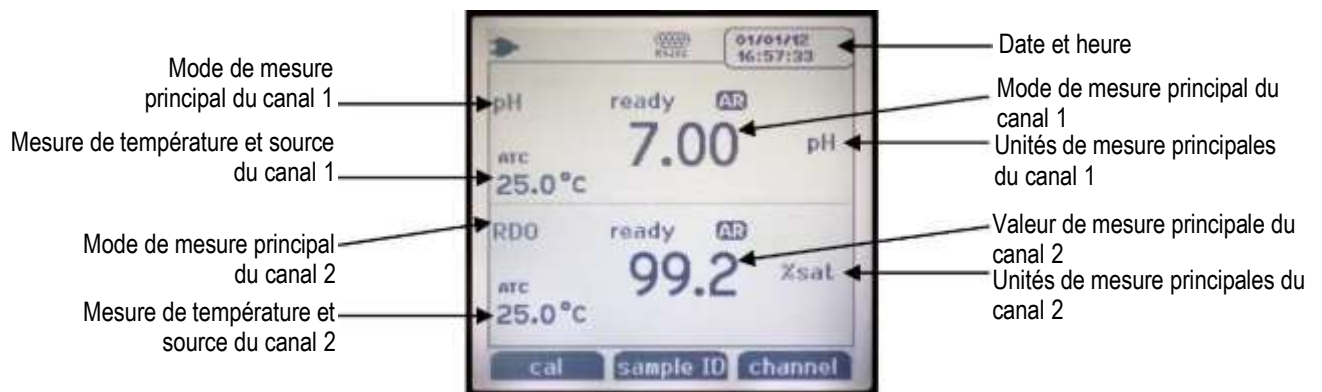 Mode de mesure
principal du canal 1
Mesure de température et source
du canal 1
Mode de mesure principal
du canal 2
Mesure de température et
source du canal 2
01/01/12
16:57:33
pH ready AR
7.00 pH
ATC
25.0°C
RDO ready AR
99.2 %sat
ATC
25.0°C
cal sample ID channel
Date et heure
Mode de mesure principal du
canal 1
Unités de mesure principales
du canal 1
Valeur de mesure principale du
canal 2
Unités de mesure principales du
canal 2